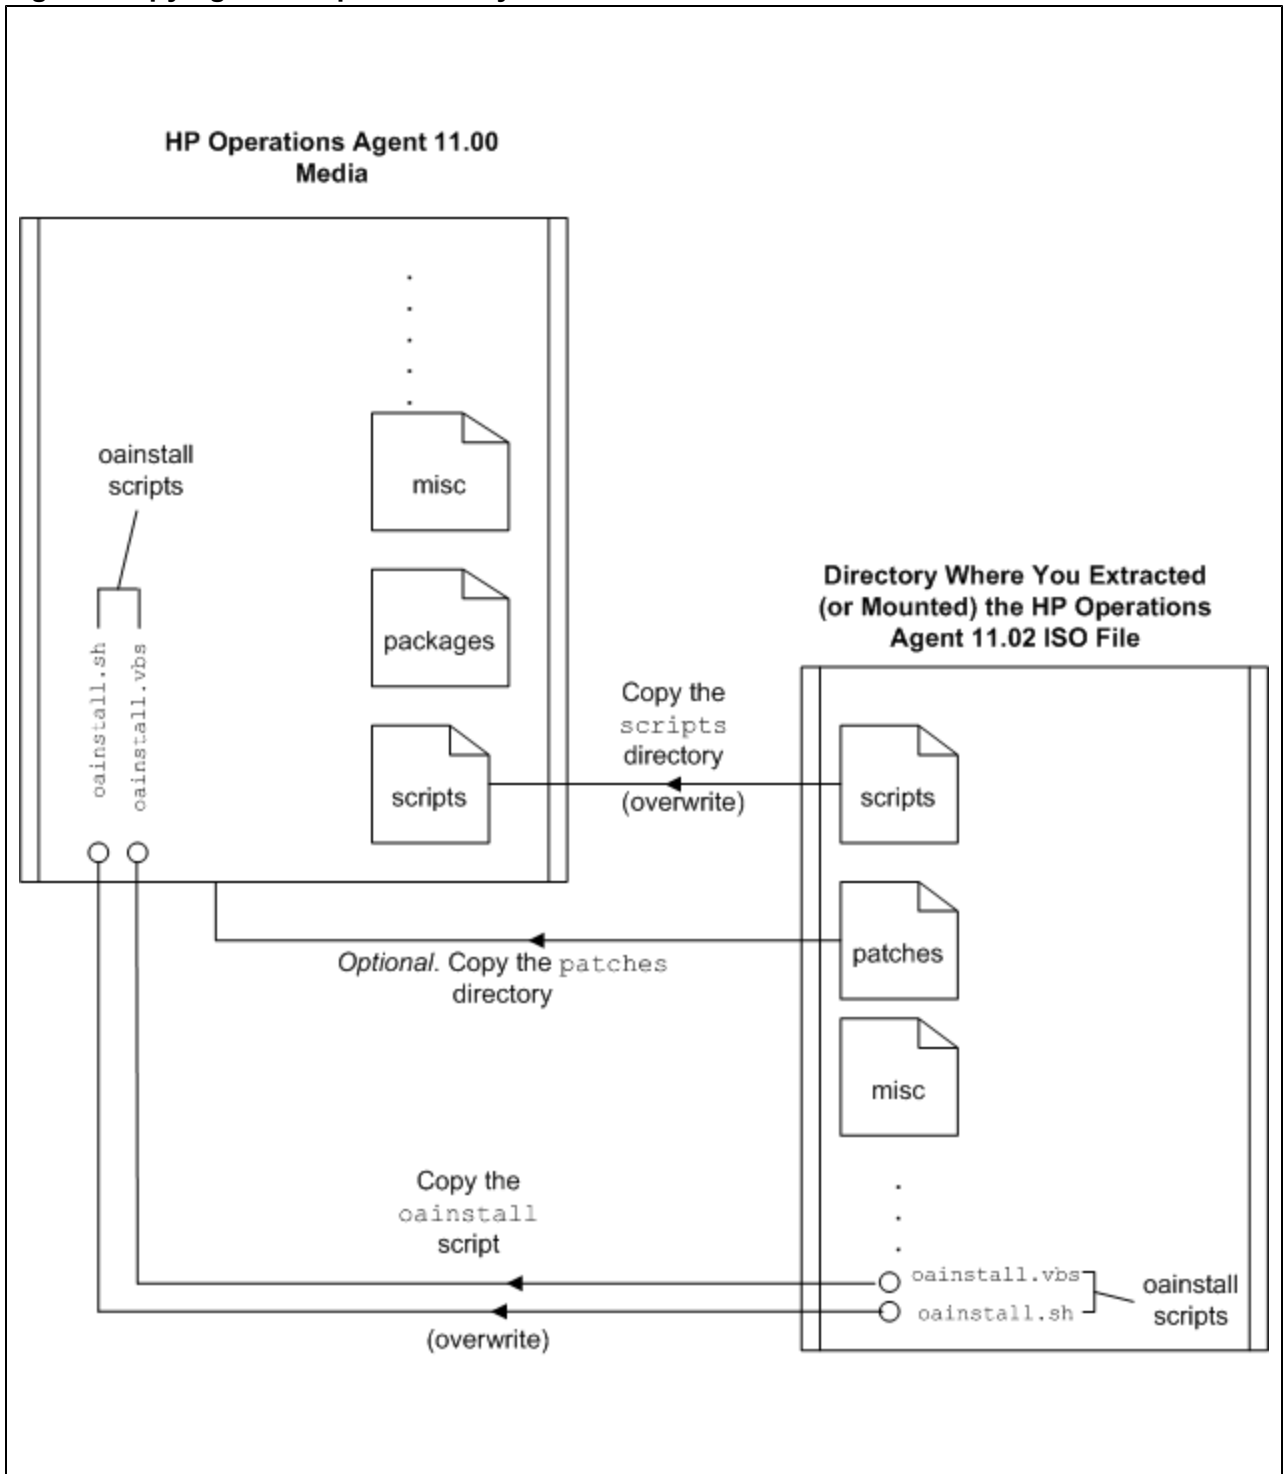 HP Operations Agent 11.00
Media
oainstall
scripts
misc
packages
scripts
oainstall.sh
oainstall.vbs
Directory Where You Extracted
(or Mounted) the HP Operations
Agent 11.02 ISO File
Copy the
scripts
directory
(overwrite)
scripts
Optional. Copy the patches
directory
patches
misc
Copy the
oainstall
script
(overwrite)
oainstall.vbs
oainstall.sh
oainstall
scripts